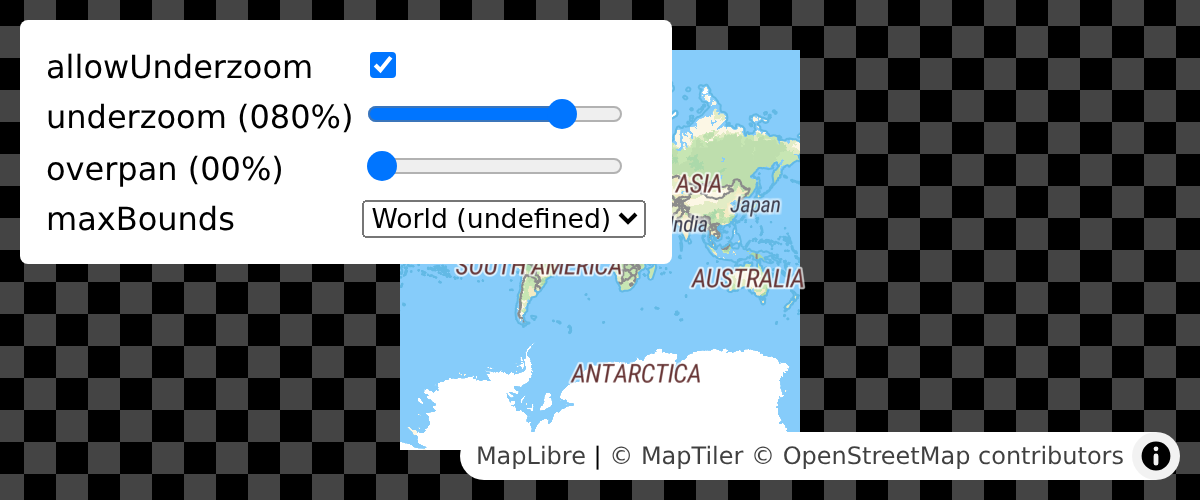 allowUnderzoom
underzoom (080%)
overpan (00%)
maxBounds World (undefined)
ASIA
Japan
India
SOUTH AMERICA
AUSTRALIA
ANTARCTICA
MapLibre | © MapTiler © OpenStreetMap contributors